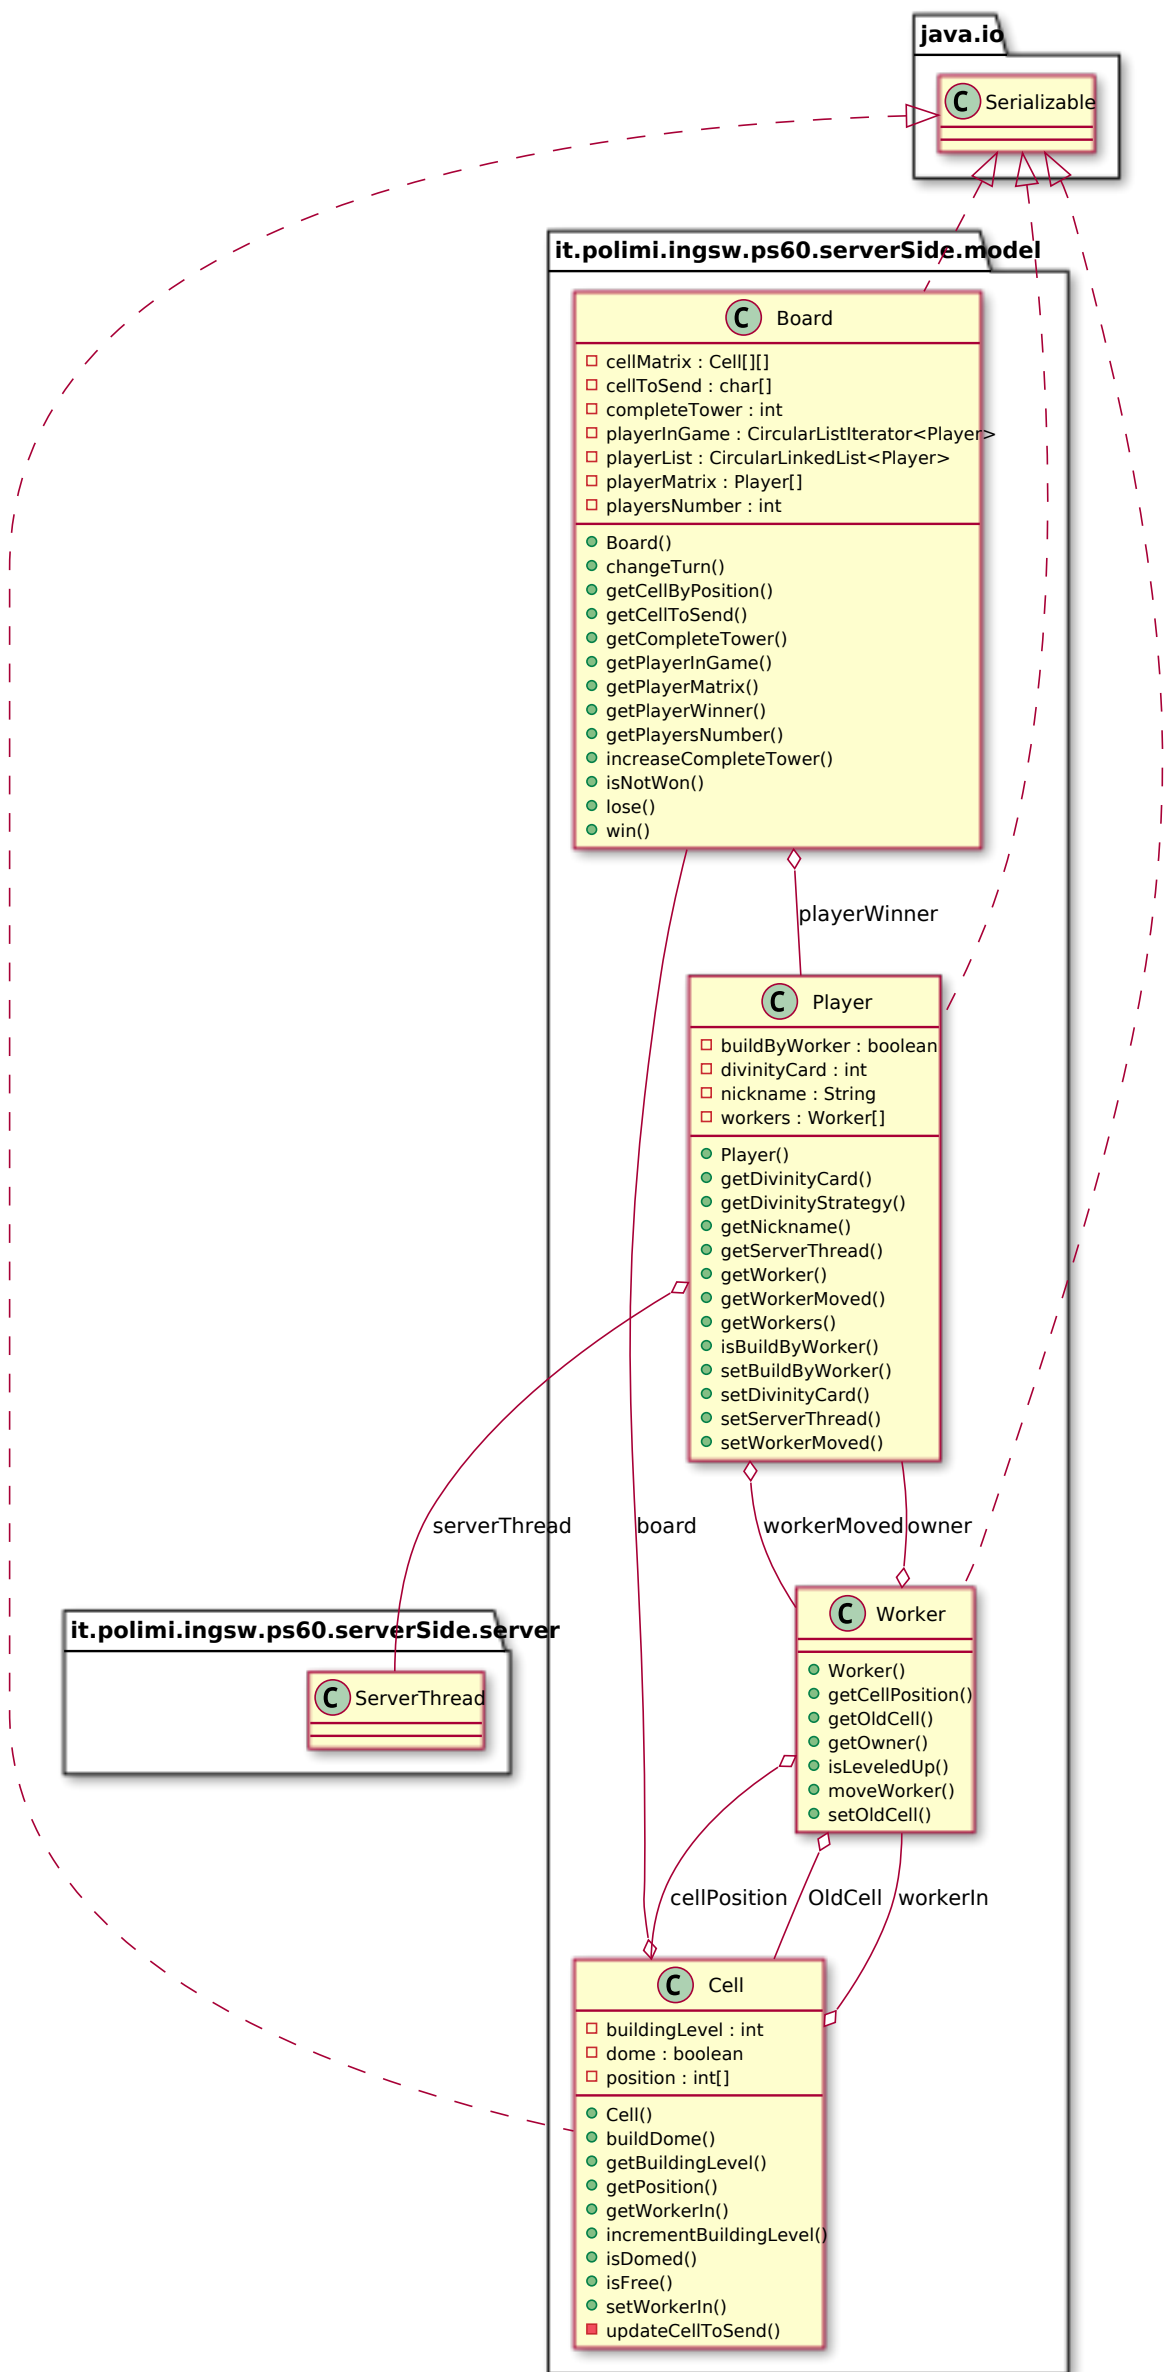 java.io
C Serializable
it.polimi.ingsw.ps60.serverSide.model
C Board
cellMatrix : Cell[][]
cellToSend : char[]
completeTower : int
playerInGame : CircularListIterator<Player>
playerList : CircularLinkedList<Player>
playerMatrix : Player[]
playersNumber : int
Board()
changeTurn()
getCellByPosition()
getCellToSend()
getCompleteTower()
getPlayerInGame()
getPlayerMatrix()
getPlayerWinner()
getPlayersNumber()
increaseCompleteTower()
isNotWon()
lose()
win()
playerWinner
C Player
buildByWorker : boolean
divinityCard : int
nickname : String
workers : Worker[]
Player()
getDivinityCard()
getDivinityStrategy()
getNickname()
getServerThread()
getWorker()
getWorkerMoved()
getWorkers()
isBuildByWorker()
setBuildByWorker()
setDivinityCard()
setServerThread()
setWorkerMoved()
serverThread
board
workerMoved
owner
it.polimi.ingsw.ps60.serverSide.server
C ServerThread
C Worker
Worker()
getCellPosition()
getOldCell()
getOwner()
isLeveledUp()
moveWorker()
setOldCell()
cellPosition
OldCell
workerIn
C Cell
buildingLevel : int
dome : boolean
position : int[]
Cell()
buildDome()
getBuildingLevel()
getPosition()
getWorkerIn()
incrementBuildingLevel()
isDomed()
isFree()
setWorkerIn()
updateCellToSend()